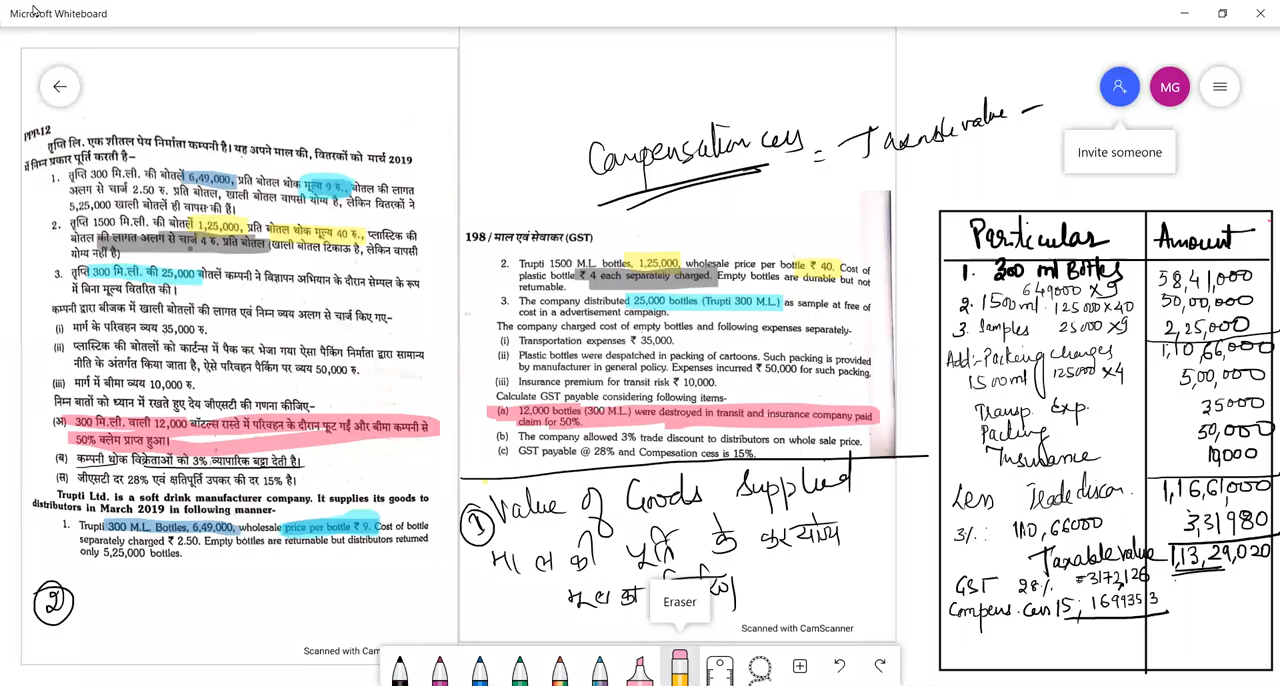 Microsoft Whiteboard
MG
Invite someone
PPR-12
तृप्ति लि. एक शीतल पेय निर्माता कम्पनी है। यह अपने माल की, वितरकों को मार्च 2019
में निम्न प्रकार पूर्ति करती है-
1. तृप्ति 300 मि.ली. की बोतलें 6,49,000, प्रति बोतल थोक मूल्य 9 रु., बोतल की लागत
अलग से चार्ज 2.50 रु. प्रति बोतल, खाली बोतल वापसी योग्य है, लेकिन वितरकों ने
5,25,000 खाली बोतलें ही वापस की हैं।
2. तृप्ति 1500 मि.ली. की बोतलें 1,25,000, प्रति बोतल थोक मूल्य 40 रु., प्लास्टिक की
बोतल की लागत अलग से चार्ज 4 रु. प्रति बोतल (खाली बोतल टिकाऊ है, लेकिन वापसी
योग्य नहीं है)।
3. तृप्ति 300 मि.ली. की 25,000 बोतलें कम्पनी ने विज्ञापन अभियान के दौरान सेम्पल के रूप
में बिना मूल्य वितरित की।
कम्पनी द्वारा बीजक में खाली बोतलों की लागत एवं निम्न व्यय अलग से चार्ज किए गए-
(i) मार्ग के परिवहन व्यय 35,000 रु.
(ii) प्लास्टिक की बोतलों को कार्टन्स में पैक कर भेजा गया ऐसा पैकिंग निर्माता द्वारा सामान्य
नीति के अंतर्गत किया जाता है, ऐसे परिवहन पैकिंग पर व्यय 50,000 रु.
(iii) मार्ग में बीमा व्यय 10,000 रु.
निम्न बातों को ध्यान में रखते हुए देय जीएसटी की गणना कीजिए-
(अ) 300 मि.ली. वाली 12,000 बॉटल्स रास्ते में परिवहन के दौरान फूट गईं और बीमा कम्पनी से
50% क्लेम प्राप्त हुआ।
(ब) कम्पनी थोक विक्रेताओं को 3% व्यापारिक बट्टा देती है।
(स) जीएसटी दर 28% एवं क्षतिपूर्ति उपकर की दर 15% है।
Trupti Ltd. is a soft drink manufacturer company. It supplies its goods to
distributors in March 2019 in following manner-
1. Trupti 300 M.L. Bottles, 6,49,000, wholesale price per bottle ₹ 9. Cost of bottle
separately charged ₹ 2.50. Empty bottles are returnable but distributors returned
only 5,25,000 bottles.
2
Scanned with Cam
Compensation cess = Taxable value -
198/माल एवं सेवाकर (GST)
2. Trupti 1500 M.L. bottles, 1,25,000, wholesale price per bottle ₹ 40. Cost of
plastic bottle ₹ 4 each separately charged. Empty bottles are durable but not
returnable.
3. The company distributed 25,000 bottles (Trupti 300 M.L.) as sample at free of
cost in a advertisement campaign.
The company charged cost of empty bottles and following expenses separately-
(i) Transportation expenses ₹ 35,000.
(ii) Plastic bottles were despatched in packing of cartoons. Such packing is provided
by manufacturer in general policy. Expenses incurred ₹ 50,000 for such packing.
(iii) Insurance premium for transit risk ₹ 10,000.
Calculate GST payable considering following items-
(a) 12,000 bottles (300 M.L.) were destroyed in transit and insurance company paid
claim for 50%.
(b) The company allowed 3% trade discount to distributors on whole sale price.
(c) GST payable @ 28% and Compesation cess is 15%.
1 Value of Goods Supplied
माल की पूर्ति के करयोग्य
मूल्य का
Eraser
Scanned with CamScanner
Particular Amount
1. 300 ml Bottles
649000 × 9 58,41,000
2. 1500ml. 125000 × 40 50,00,000
3. Samples 25000 × 9 2,25,000
1,10,66,000
Add:- Packing charges
1500 ml 125000 × 4 5,00,000
Transp. Exp. 35000
Packing 50,000
Insurance 10,000
1,16,61,000
Less Trade discon.
3%: 110,66000 331980
Taxable value 1,13,29,020
GST 28% = 3172126
Compens. Cess 15% 1699353